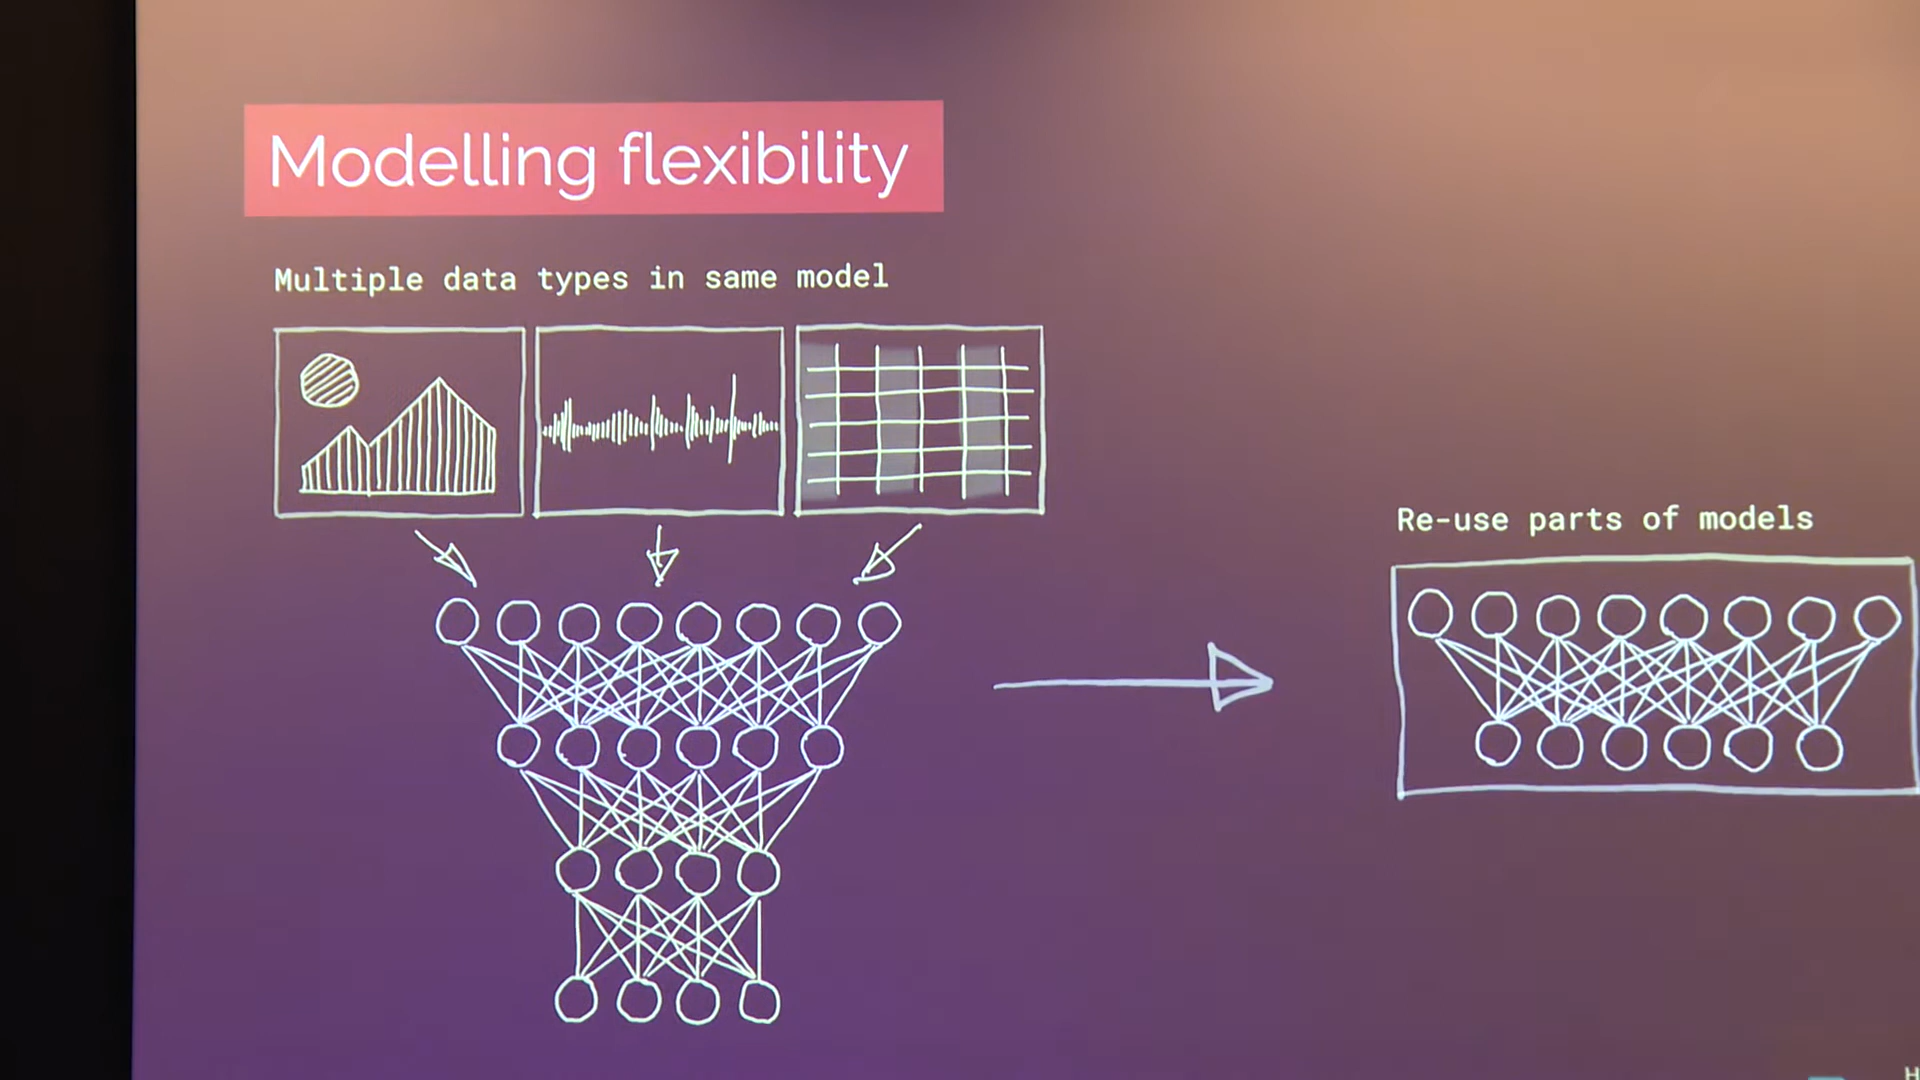 Modelling flexibility
Multiple data types in same model
Re-use parts of models